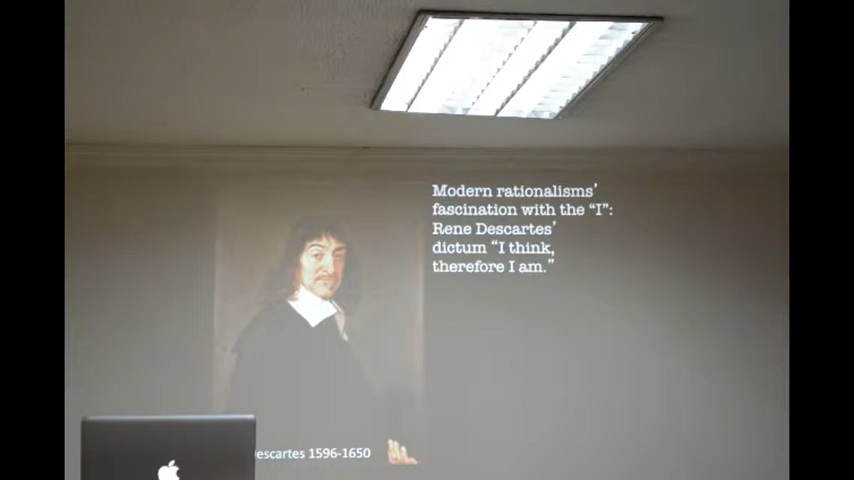 Modern rationalisms'
fascination with the “I”:
Rene Descartes'
dictum “I think,
therefore I am.”
escartes 1596-1650